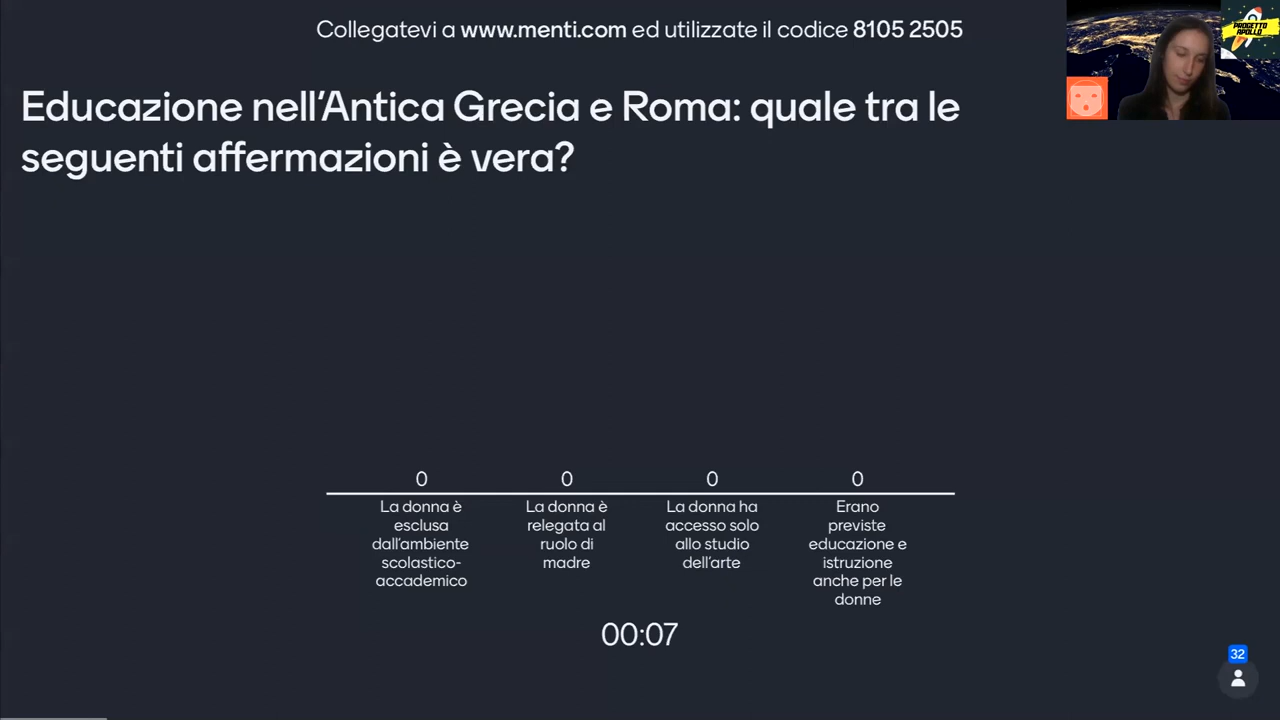 Collegatevi a www.menti.com ed utilizzate il codice 8105 2505
PROGETTO
APOLLO
Educazione nell'Antica Grecia e Roma: quale tra le
seguenti affermazioni è vera?
0
0
0
0
La donna è
esclusa
dall'ambiente
scolastico-
accademico
La donna è
relegata al
ruolo di
madre
La donna ha
accesso solo
allo studio
dell'arte
Erano
previste
educazione e
istruzione
anche per le
donne
00:07
32